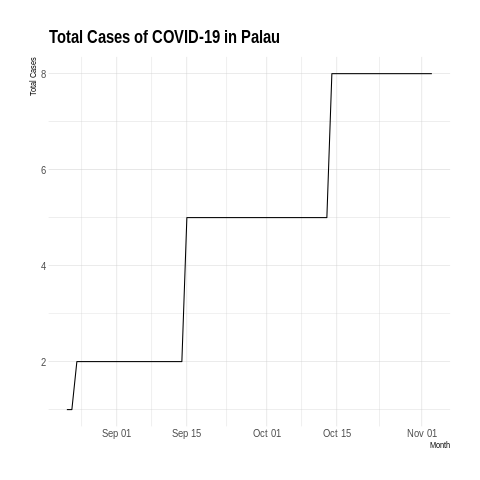 Total Cases of COVID-19 in Palau
Total Cases
8
6
4
2
Sep 01 Sep 15 Oct 01 Oct 15 Nov 01
Month